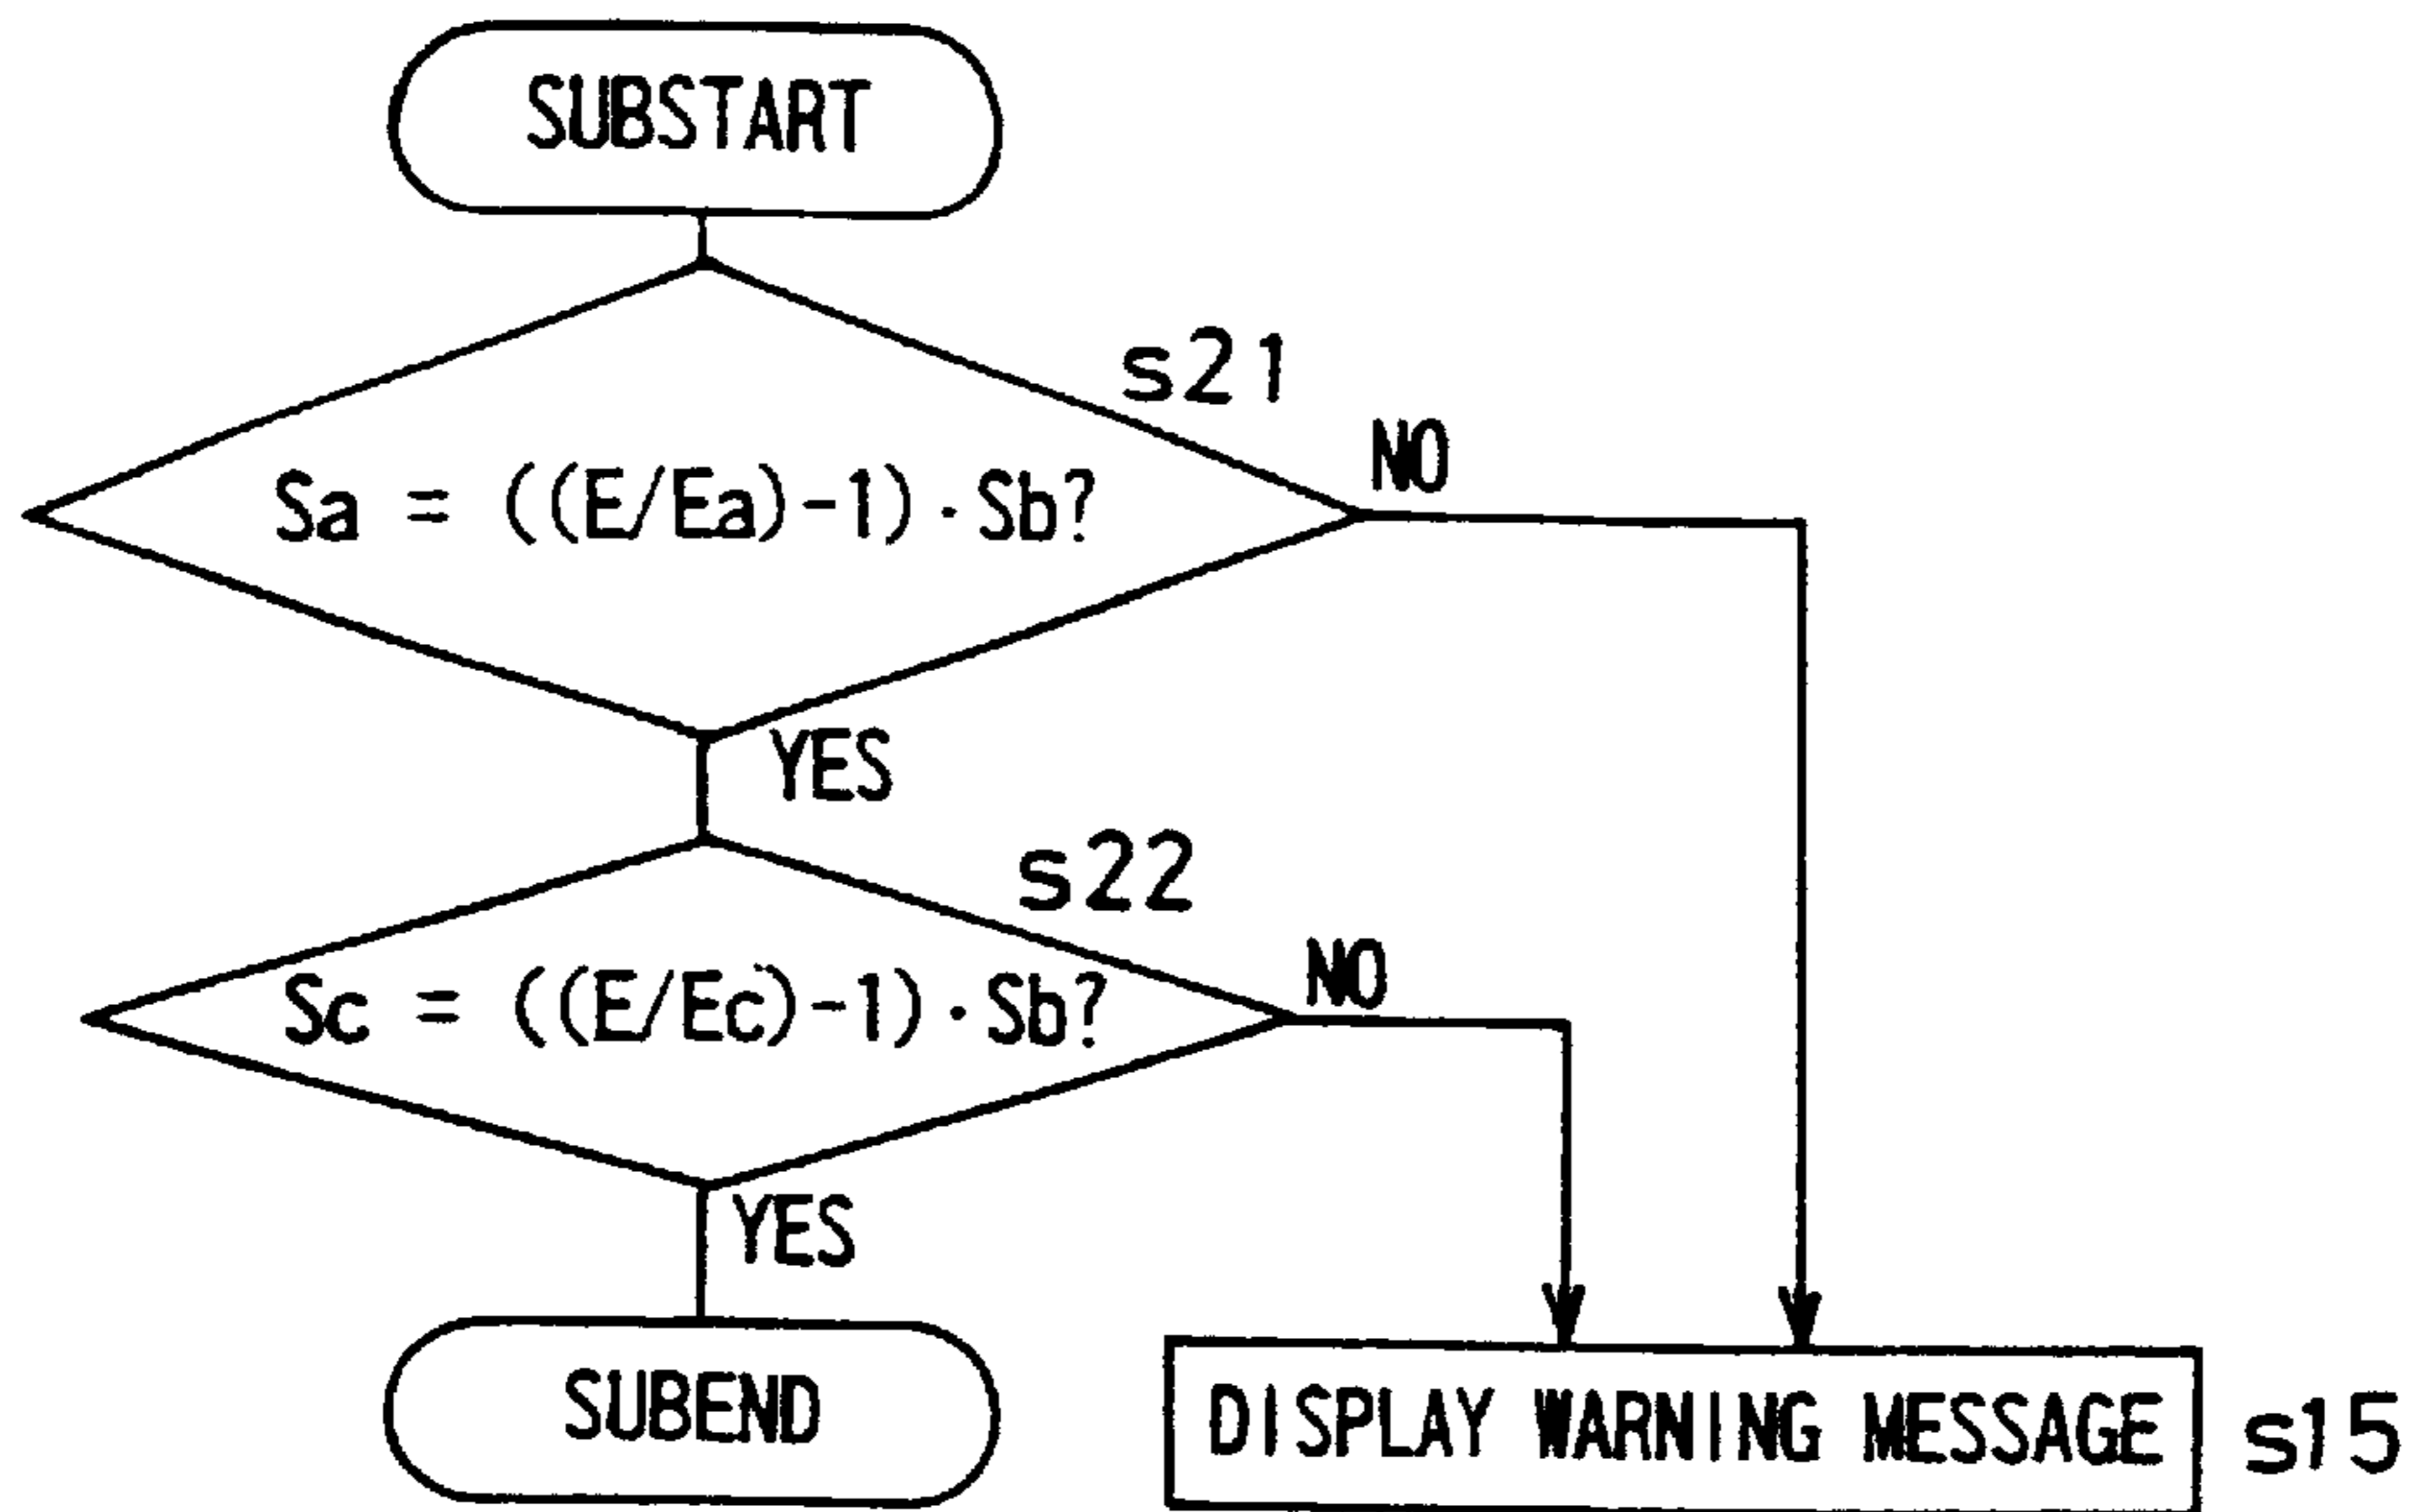 SUBSTART
s21
NO
Sa = ((E/Ea)-1)·Sb?
YES
s22
NO
Sc = ((E/Ec)-1)·Sb?
YES
SUBEND
DISPLAY WARNING MESSAGE s15